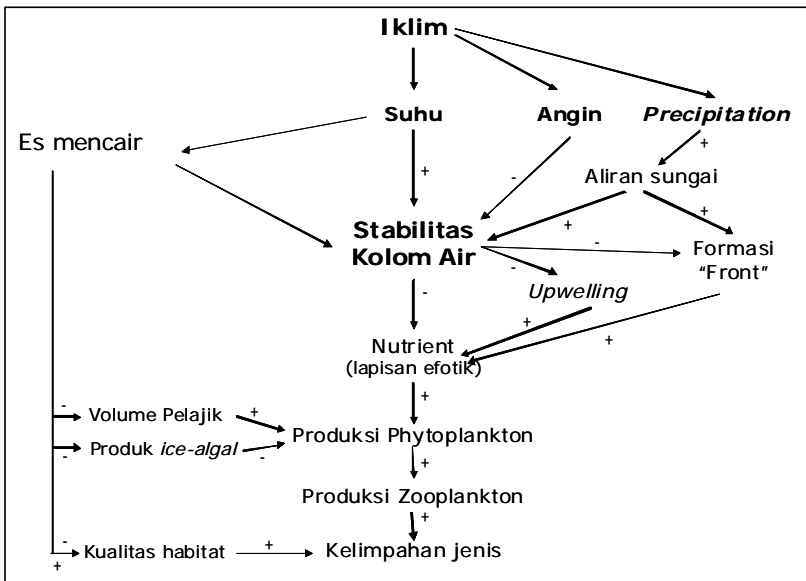 Iklim
Suhu
Angin
Precipitation
Es mencair
+
+
-
Aliran sungai
Stabilitas
Kolom Air
+
+
-
-
Formasi
“Front”
Upwelling
-
+
+
Nutrient
(lapisan efotik)
+
-
Volume Pelajik
+
Produksi Phytoplankton
-
Produk ice-algal
-
+
Produksi Zooplankton
+
-
+
Kualitas habitat
+
Kelimpahan jenis